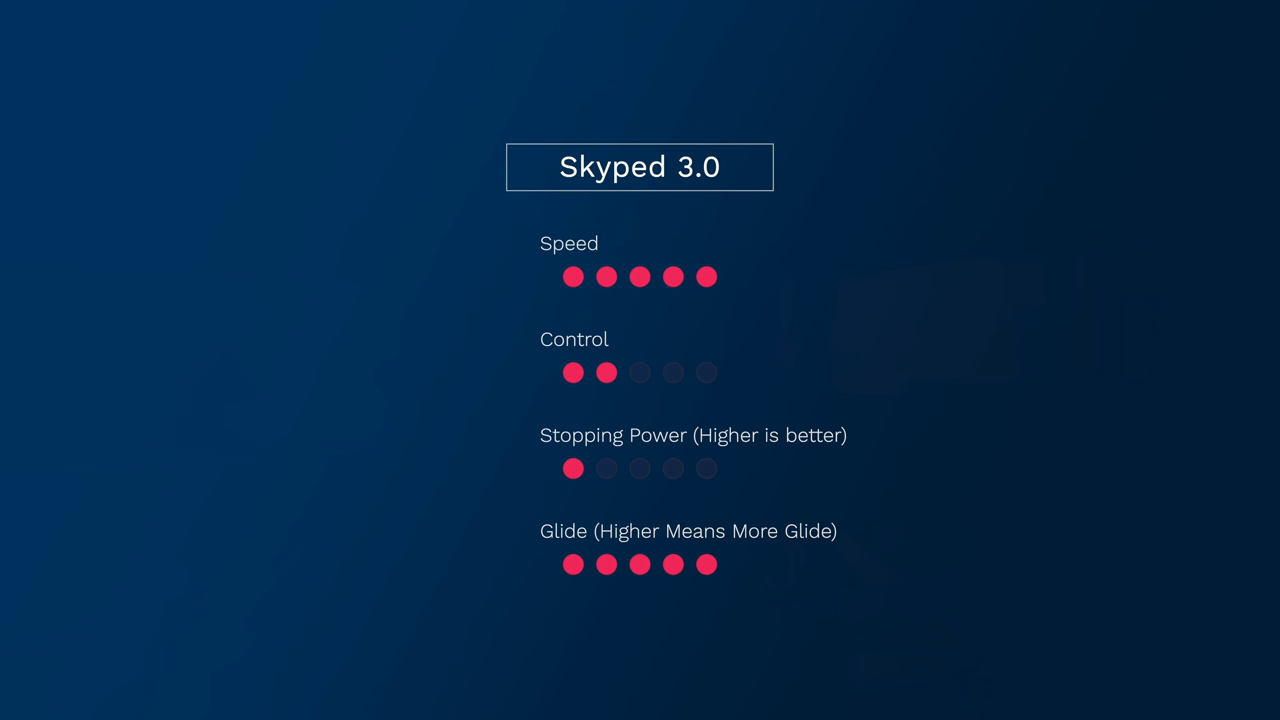 Skyped 3.0
Speed
Control
Stopping Power (Higher is better)
Glide (Higher Means More Glide)